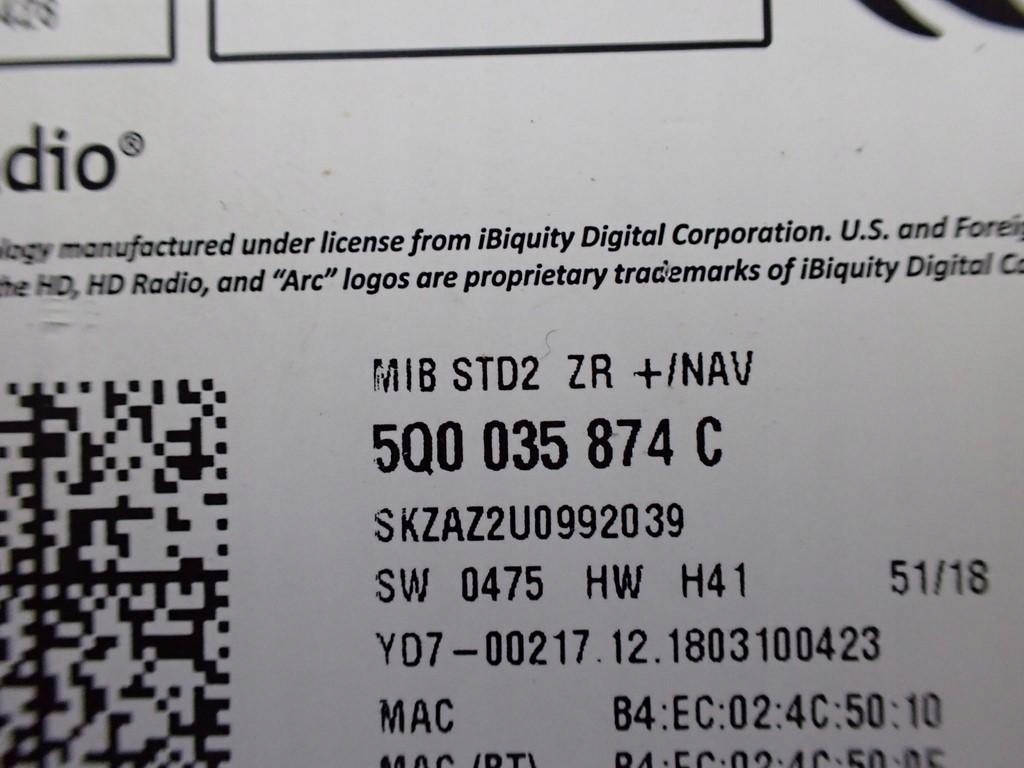 dio®
manufactured under license from iBiquity Digital Corporation. U.S. and
the HD, HD Radio, and “Arc” logos are proprietary trademarks of iBiquity Digital
MIB STD2 ZR +/NAV
5Q0 035 874 C
SKZAZ2U0992039
SW 0475 HW H41 51/18
YD7-00217.12.1803100423
MAC B4:EC:02:4C:50:10